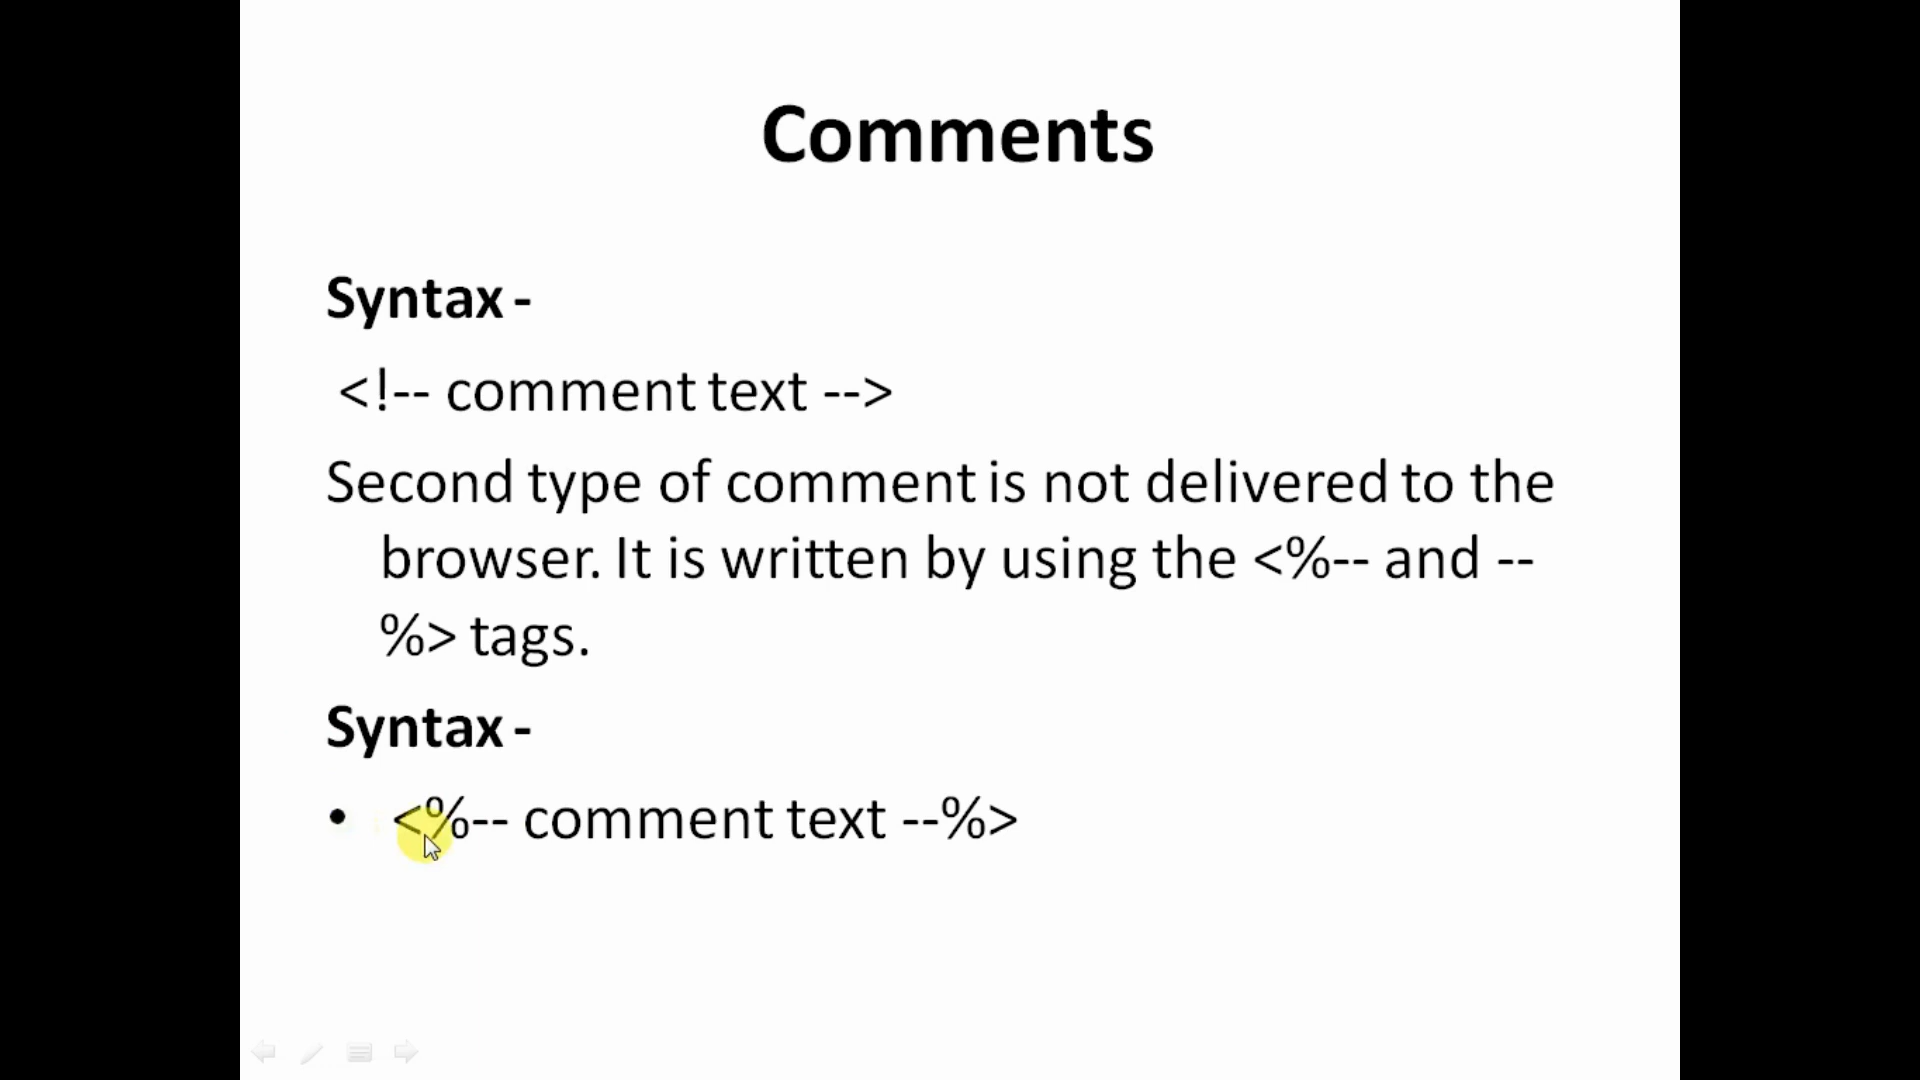 Comments
Syntax -
<!-- comment text -->
Second type of comment is not delivered to the
browser. It is written by using the <%-- and --
%> tags.
Syntax -
• <%-- comment text --%>